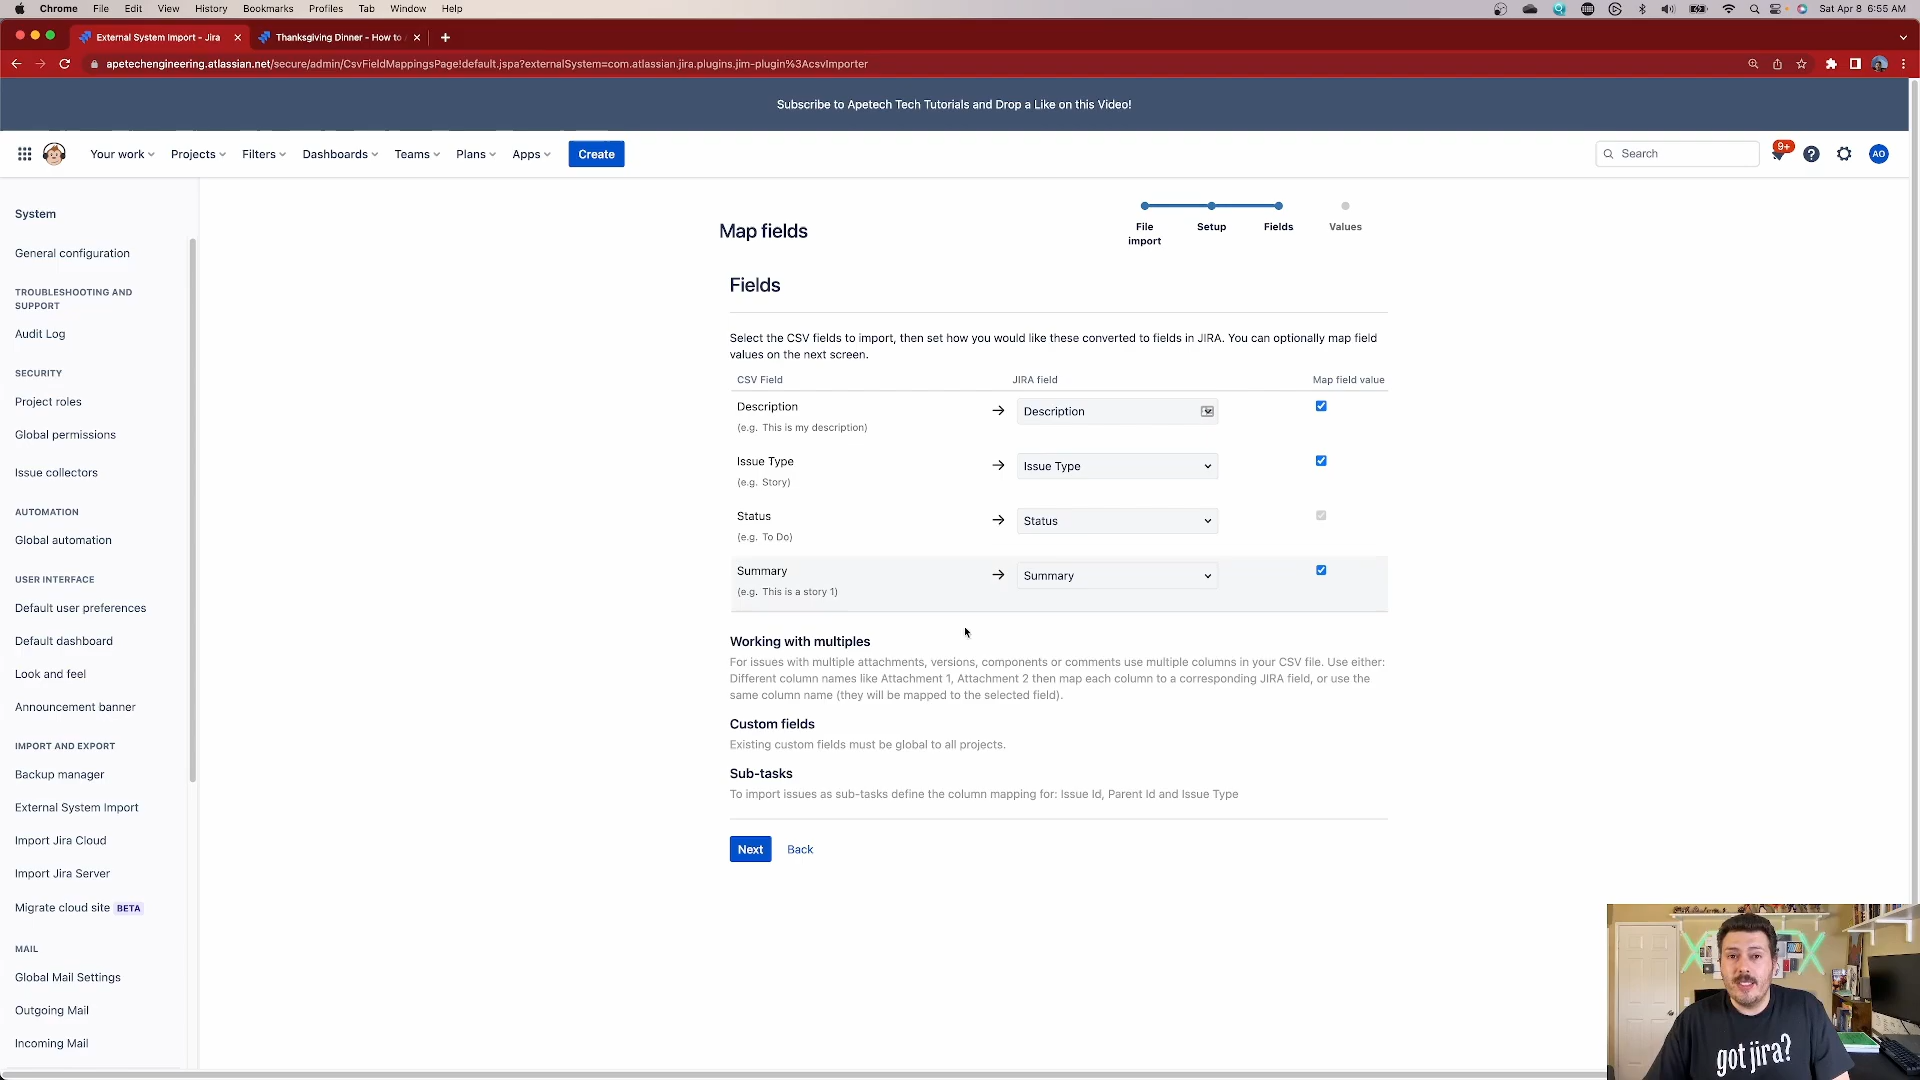 Chrome File Edit View History Bookmarks Profiles Tab Window Help
Sat Apr 8 6:55 AM
External System Import - Jira
Thanksgiving Dinner - How to
apetechengineering.atlassian.net/secure/admin/CsvFieldMappingsPage!default.jspa?externalSystem=com.atlassian.jira.plugins.jim-plugin%3AcsvImporter
Subscribe to Apetech Tech Tutorials and Drop a Like on this Video!
Your work Projects Filters Dashboards Teams Plans Apps Create
Search
9+
AO
System
General configuration
TROUBLESHOOTING AND
SUPPORT
Audit Log
SECURITY
Project roles
Global permissions
Issue collectors
AUTOMATION
Global automation
USER INTERFACE
Default user preferences
Default dashboard
Look and feel
Announcement banner
IMPORT AND EXPORT
Backup manager
External System Import
Import Jira Cloud
Import Jira Server
Migrate cloud site BETA
MAIL
Global Mail Settings
Outgoing Mail
Incoming Mail
Map fields
File
import
Setup
Fields
Values
Fields
Select the CSV fields to import, then set how you would like these converted to fields in JIRA. You can optionally map field
values on the next screen.
CSV Field JIRA field Map field value
Description Description
(e.g. This is my description)
Issue Type Issue Type
(e.g. Story)
Status Status
(e.g. To Do)
Summary Summary
(e.g. This is a story 1)
Working with multiples
For issues with multiple attachments, versions, components or comments use multiple columns in your CSV file. Use either:
Different column names like Attachment 1, Attachment 2 then map each column to a corresponding JIRA field, or use the
same column name (they will be mapped to the selected field).
Custom fields
Existing custom fields must be global to all projects.
Sub-tasks
To import issues as sub-tasks define the column mapping for: Issue Id, Parent Id and Issue Type
Next Back
got jira?